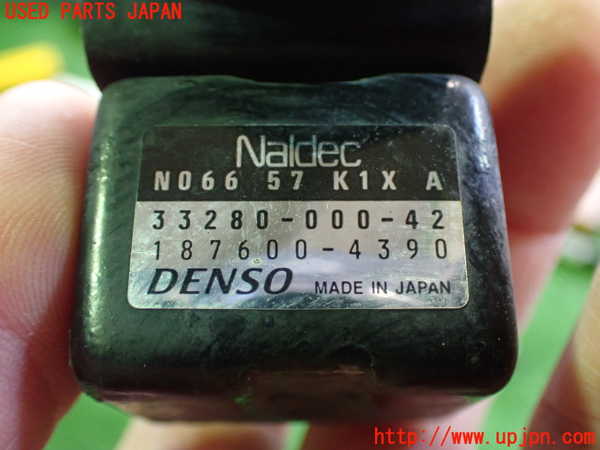 USED PARTS JAPAN
Naldec
N066 57 K1X A
33280-000-42
187600-4390
DENSO MADE IN JAPAN
http://www.upjpn.com